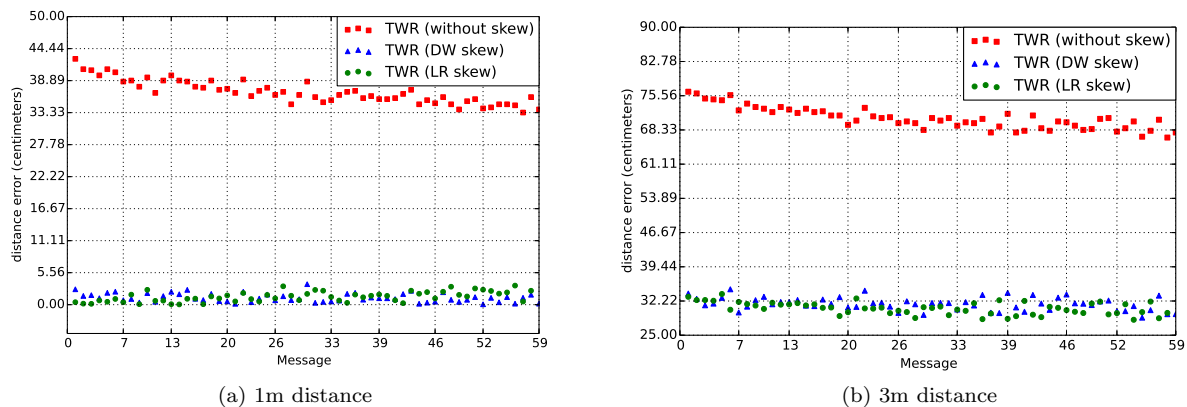 50.00
44.44
38.89
33.33
27.78
22.22
16.67
11.11
5.56
0.00
distance error (centimeters)
TWR (without skew)
TWR (DW skew)
TWR (LR skew)
0 7 13 20 26 33 39 46 52 59
Message
(a) 1m distance
90.00
82.78
75.56
68.33
61.11
53.89
46.67
39.44
32.22
25.00
distance error (centimeters)
TWR (without skew)
TWR (DW skew)
TWR (LR skew)
0 7 13 20 26 33 39 46 52 59
Message
(b) 3m distance